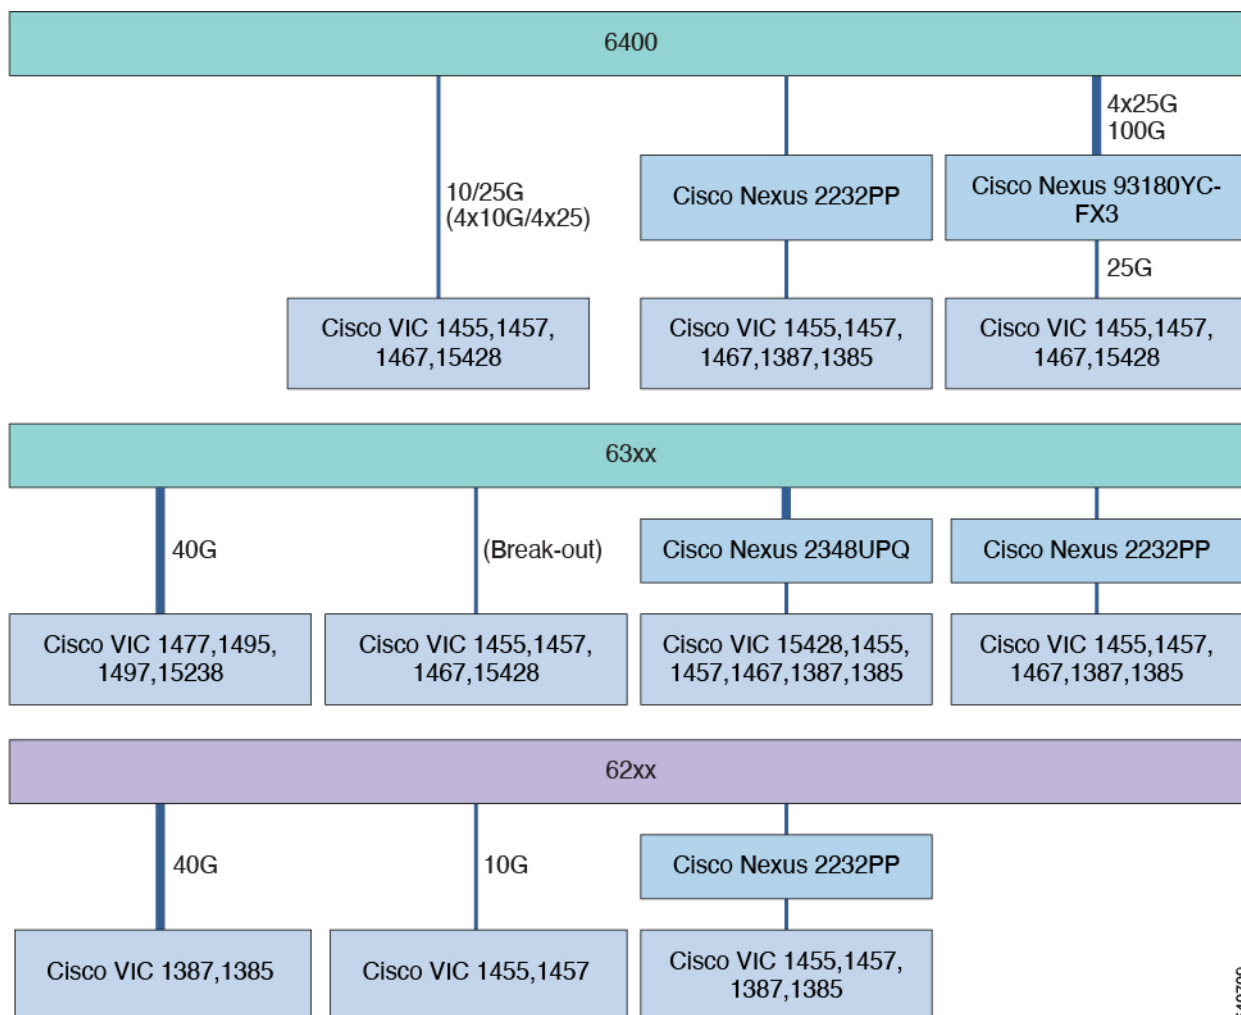 6400
4x25G
100G
10/25G
(4x10G/4x25)
Cisco Nexus 2232PP
Cisco Nexus 93180YC-
FX3
25G
Cisco VIC 1455,1457,
1467,15428
Cisco VIC 1455,1457,
1467,1387,1385
Cisco VIC 1455,1457,
1467,15428
63xx
40G
(Break-out)
Cisco Nexus 2348UPQ
Cisco Nexus 2232PP
Cisco VIC 1477,1495,
1497,15238
Cisco VIC 1455,1457,
1467,15428
Cisco VIC 15428,1455,
1457,1467,1387,1385
Cisco VIC 1455,1457,
1467,1387,1385
62xx
40G
10G
Cisco Nexus 2232PP
Cisco VIC 1387,1385
Cisco VIC 1455,1457
Cisco VIC 1455,1457,
1387,1385